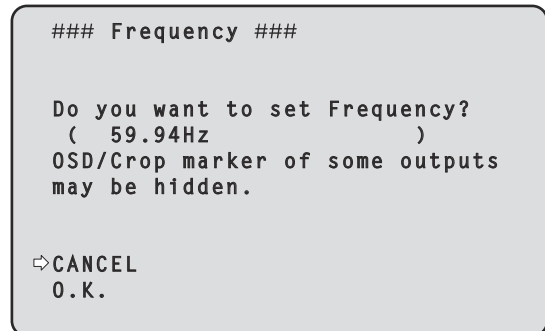 ### Frequency ###
Do you want to set Frequency?
( 59.94Hz )
OSD/Crop marker of some outputs
may be hidden.
⇨CANCEL
O.K.